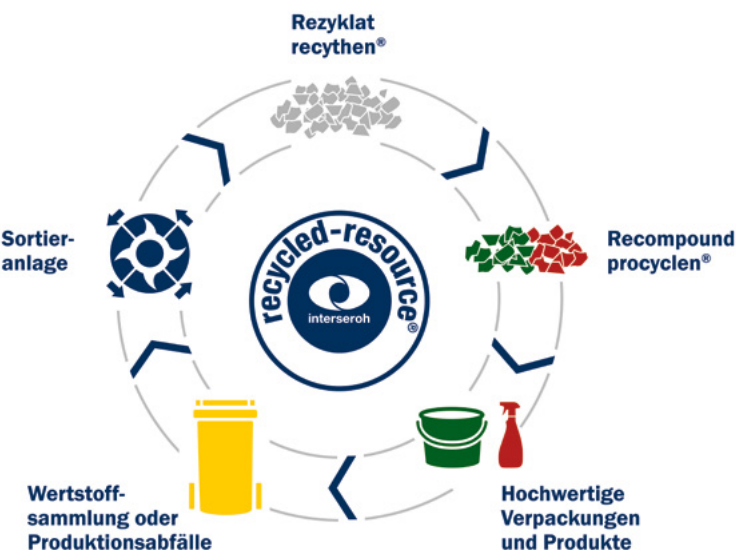 Rezyklat
recythen®
Recompound
procyclen®
Hochwertige
Verpackungen
und Produkte
Wertstoff-
sammlung oder
Produktionsabfälle
Sortier-
anlage
recycled-resource®
interseroh